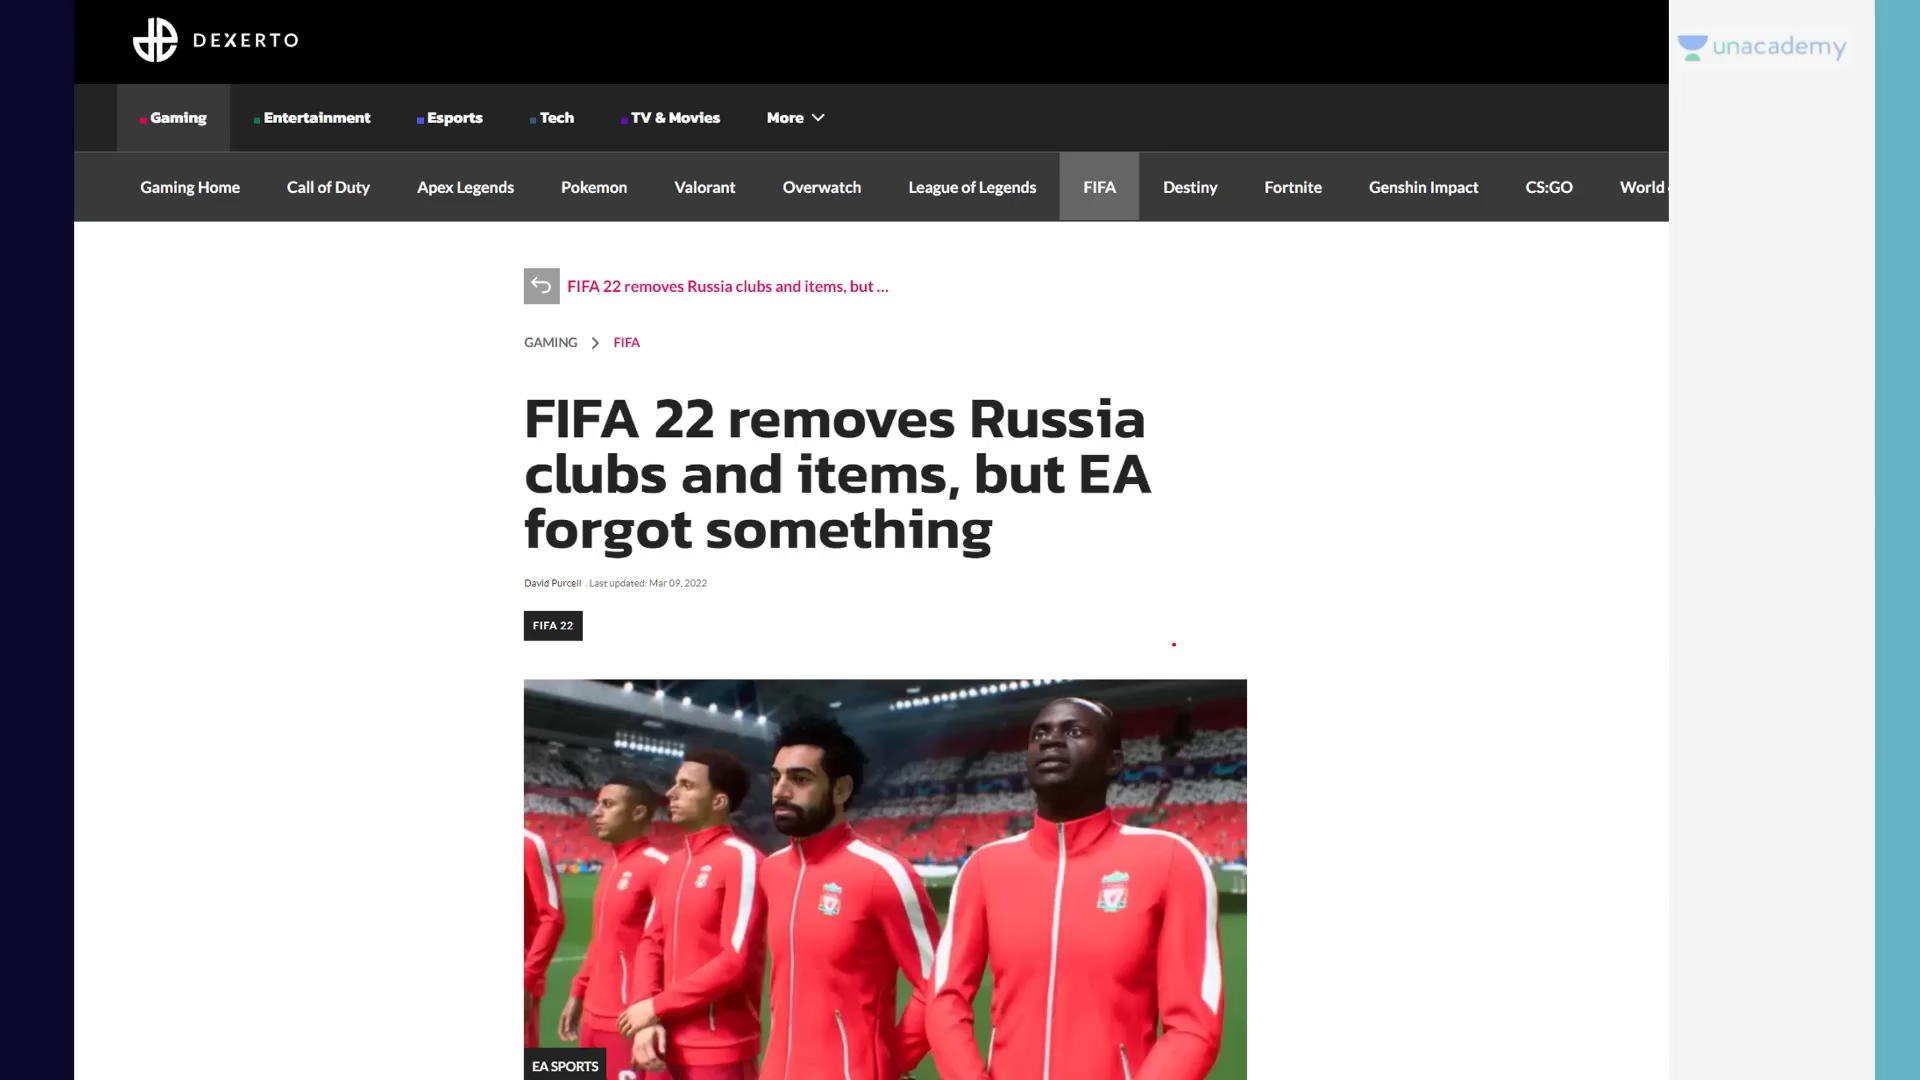 DEXERTO
unacademy
Gaming Entertainment Esports Tech TV & Movies More
Gaming Home Call of Duty Apex Legends Pokemon Valorant Overwatch League of Legends FIFA Destiny Fortnite Genshin Impact CS:GO World
FIFA 22 removes Russia clubs and items, but ...
GAMING > FIFA
FIFA 22 removes Russia
clubs and items, but EA
forgot something
David Purcell . Last updated: Mar 09, 2022
FIFA 22
EA SPORTS